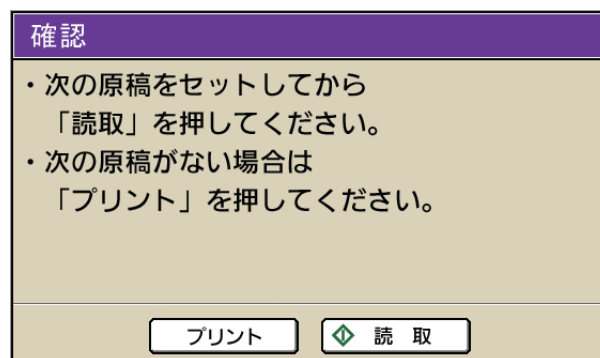 確認
・次の原稿をセットしてから
「読取」を押してください。
・次の原稿がない場合は
「プリント」を押してください。
プリント
読 取